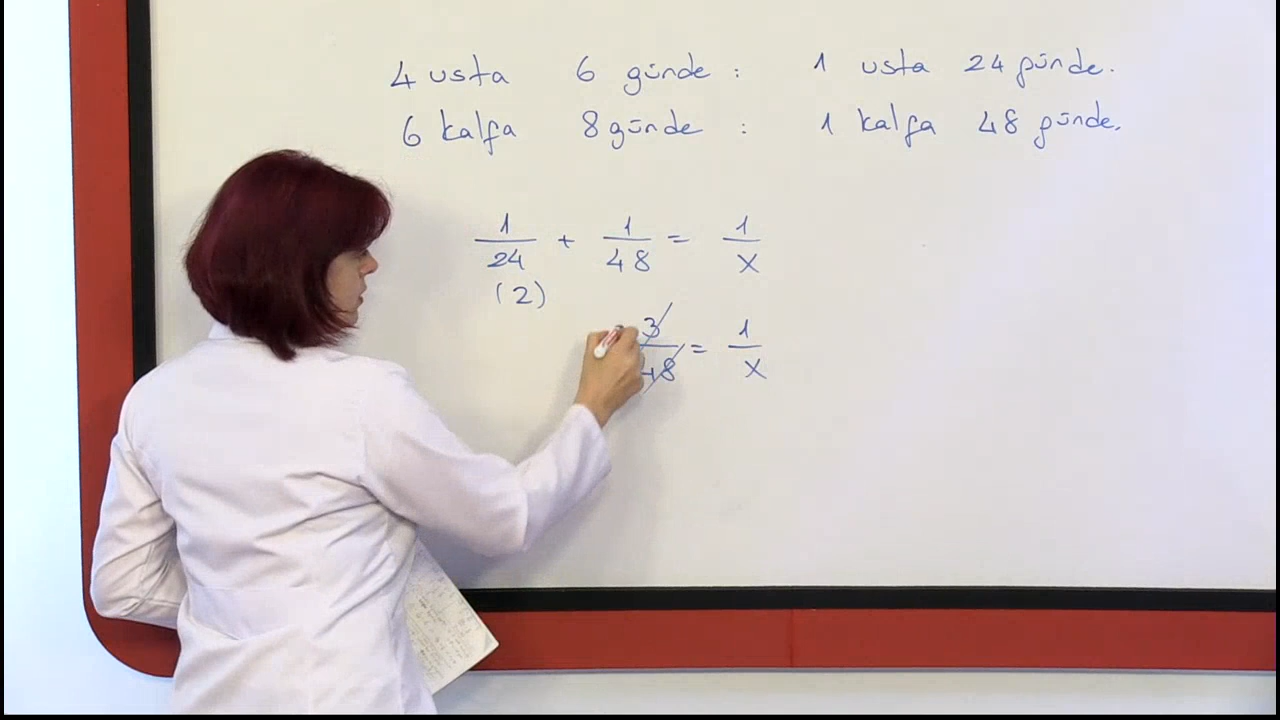 4 usta 6 günde : 1 usta 24 günde.
6 kalfa 8 günde : 1 kalfa 48 günde.
1/24 + 1/48 = 1/x
(2)
3/48 = 1/x